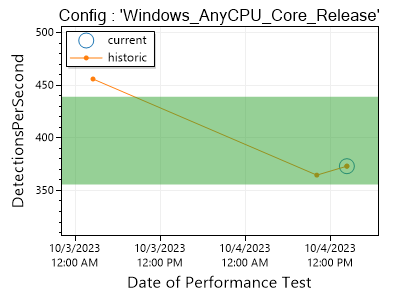 Config : 'Windows_AnyCPU_Core_Release'
500
450
400
350
DetectionsPerSecond
current
historic
10/3/2023
12:00 AM
10/3/2023
12:00 PM
10/4/2023
12:00 AM
10/4/2023
12:00 PM
Date of Performance Test